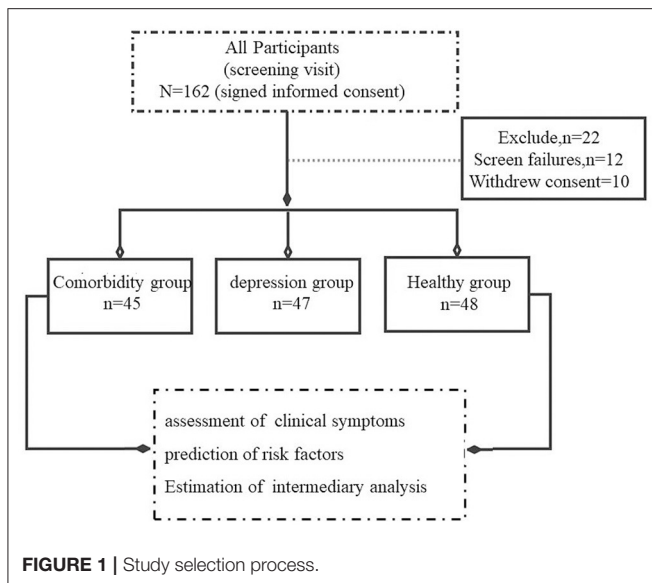 All Participants
(screening visit)
N=162 (signed informed consent)
Exclude,n=22
Screen failures,n=12
Withdrew consent=10
Comorbidity group
n=45
depression group
n=47
Healthy group
n=48
assessment of clinical symptoms
prediction of risk factors
Estimation of intermediary analysis
FIGURE 1 | Study selection process.